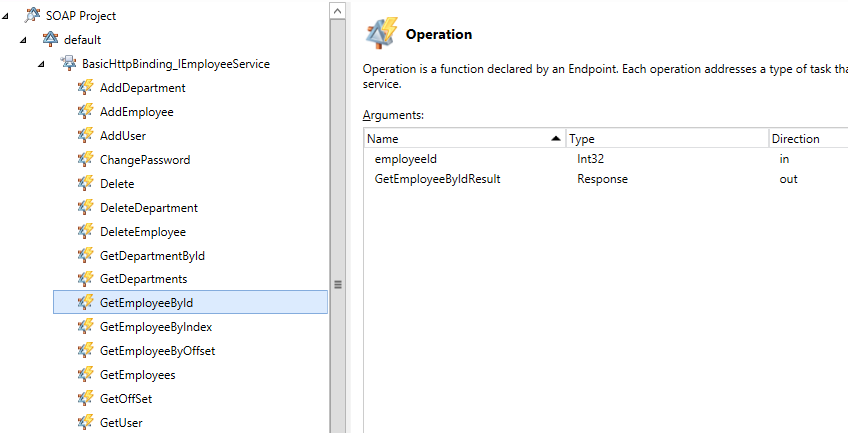 SOAP Project
default
BasicHttpBinding_IEmployeeService
AddDepartment
AddEmployee
AddUser
ChangePassword
Delete
DeleteDepartment
DeleteEmployee
GetDepartmentById
GetDepartments
GetEmployeeById
GetEmployeeByIndex
GetEmployeeByOffset
GetEmployees
GetOffSet
GetUser
Operation
Operation is a function declared by an Endpoint. Each operation addresses a type of task tha
service.
Arguments:
Name Type Direction
employeeId Int32 in
GetEmployeeByIdResult Response out